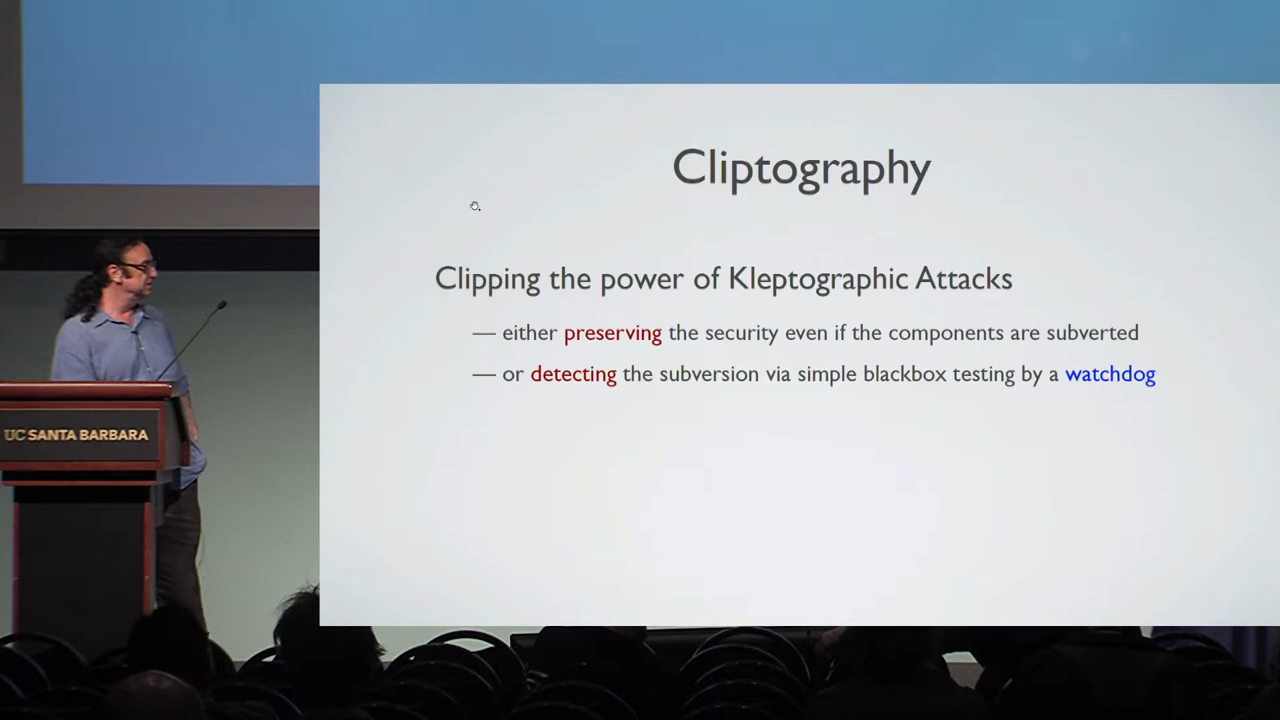 Cliptography
Clipping the power of Kleptographic Attacks
— either preserving the security even if the components are subverted
— or detecting the subversion via simple blackbox testing by a watchdog
UC SANTA BARBARA